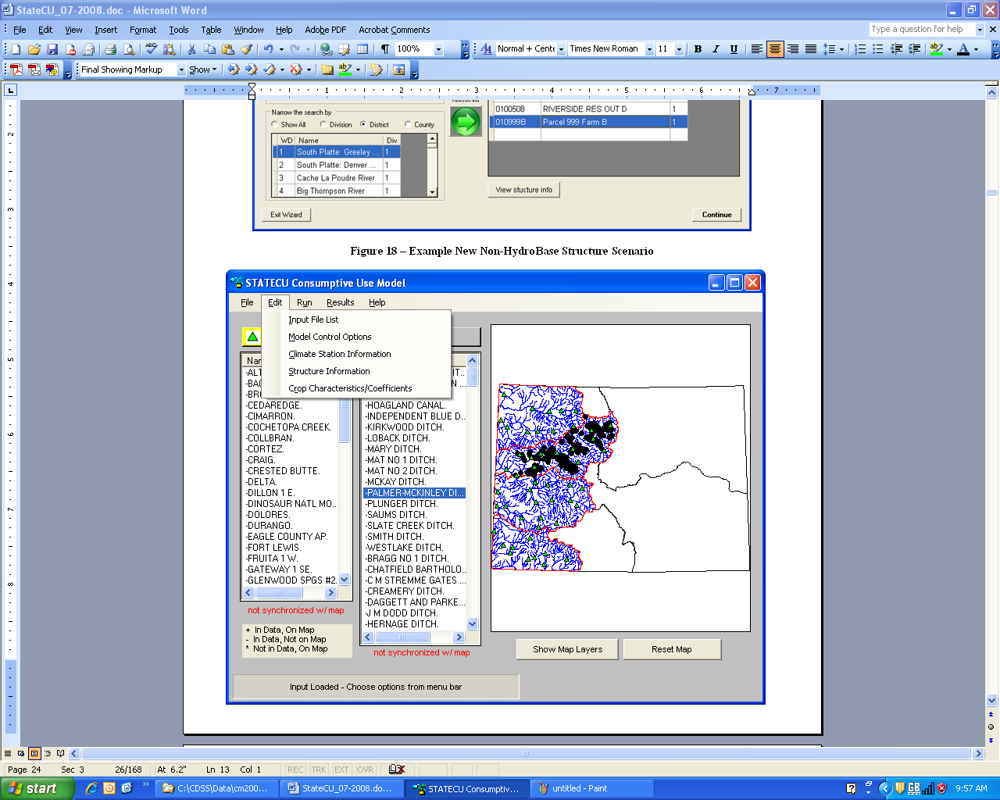 StateCU_07-2008.doc - Microsoft Word
File Edit View Insert Format Tools Table Window Help Adobe PDF Acrobat Comments
Type a question for help
100%
Normal + Cente
Times New Roman
11
B I U
Final Showing Markup
Show
1 2 3 4 5 6 7
Narrow the search by
Show All Division District County
WD Name Div
1 South Platte: Greeley ... 1
2 South Platte: Denver ... 1
3 Cache La Poudre River 1
4 Big Thompson River 1
0100508 RIVERSIDE RES OUT D 1
010999B Parcel 999 Farm B 1
View stucture info
Exit Wizard
Continue
Figure 18 – Example New Non-HydroBase Structure Scenario
STATECU Consumptive Use Model
File Edit Run Results Help
Input File List
Model Control Options
Climate Station Information
Structure Information
Crop Characteristics/Coefficients
-CEDAREDGE.
-CIMARRON.
-COCHETOPA CREEK.
-COLLBRAN.
-CORTEZ.
-CRAIG.
-CRESTED BUTTE.
-DELTA.
-DILLON 1 E.
-DINOSAUR NATL MO...
-DOLORES.
-DURANGO.
-EAGLE COUNTY AP.
-FORT LEWIS.
-FRUITA 1 W.
-GATEWAY 1 SE.
-GLENWOOD SPGS #2.
not synchronized w/ map
+ In Data, On Map
- In Data, Not on Map
* Not in Data, On Map
-HOAGLAND CANAL.
-INDEPENDENT BLUE D...
-KIRKWOOD DITCH.
-LOBACK DITCH.
-MARY DITCH.
-MAT NO 1 DITCH.
-MAT NO 2 DITCH.
-MCKAY DITCH.
-PALMER-MCKINLEY DI...
-PLUNGER DITCH.
-SAUMS DITCH.
-SLATE CREEK DITCH.
-SMITH DITCH.
-WESTLAKE DITCH.
-BRAGG NO 1 DITCH.
-CHATFIELD BARTHOLO...
-C M STREMME GATES ...
-CREAMERY DITCH.
-DAGGETT AND PARKE...
-J M DODD DITCH.
-HERNAGE DITCH.
not synchronized w/ map
Show Map Layers
Reset Map
Input Loaded - Choose options from menu bar
Page 24 Sec 3 26/168 At 6.2" Ln 13 Col 1 REC TRK EXT OVR
start
C:\CDSS\Data\cm200...
StateCU_07-2008.do...
STATECU Consumptiv...
untitled - Paint
9:57 AM